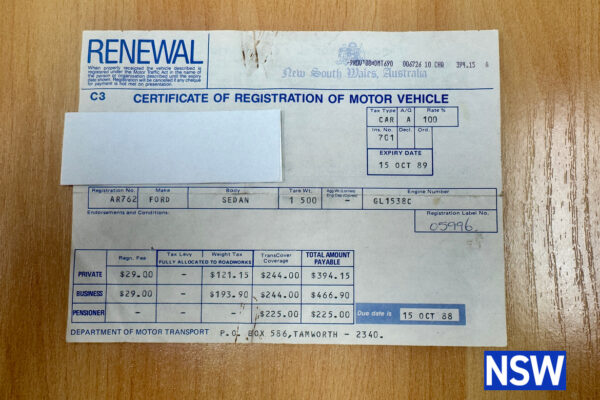 RENEWAL
When properly receipted the vehicle described is
registered under the Motor Traffic Act in the name of
the person or organisation described until the expiry
date shown. Registration will be cancelled if any cheque
for payment is not met on presentation.
006726 10 CHQ 394.15
New South Wales, Australia
C3 CERTIFICATE OF REGISTRATION OF MOTOR VEHICLE
Tax Type A/G Rate %
CAR A 100
Ins. No. Decl. Ord.
701
EXPIRY DATE
15 OCT 89
Registration No. Make Body Tare Wt. Engine Number
AR762 FORD SEDAN 1 500 GL1538C
Endorsements and Conditions:
Registration Label No.
05996
Regn. Fee Tax Levy Weight Tax TransCover Coverage TOTAL AMOUNT PAYABLE
FULLY ALLOCATED TO ROADWORKS
PRIVATE $29.00 – $121.15 $244.00 $394.15
BUSINESS $29.00 – $193.90 $244.00 $466.90
PENSIONER – – – $225.00 $225.00
Due date is 15 OCT 88
DEPARTMENT OF MOTOR TRANSPORT P.O. BOX 586,TAMWORTH - 2340.
NSW